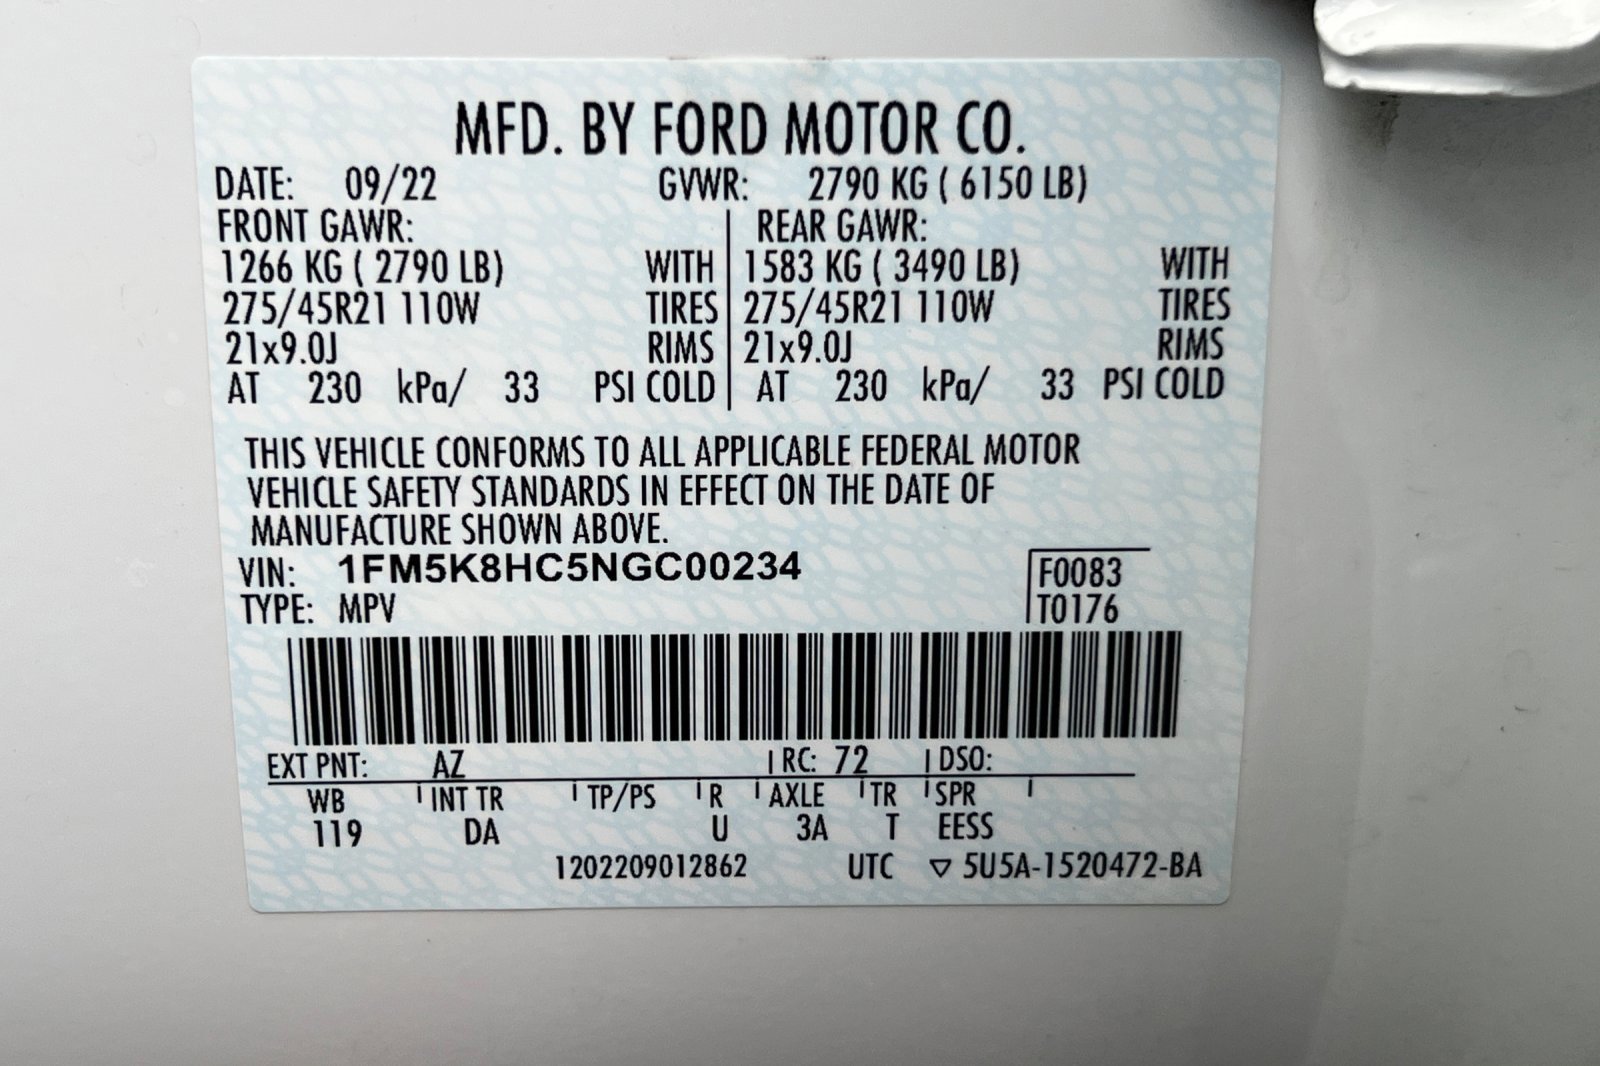 MFD. BY FORD MOTOR CO.
DATE: 09/22 GVWR: 2790 KG ( 6150 LB)
FRONT GAWR: REAR GAWR:
1266 KG ( 2790 LB) WITH 1583 KG ( 3490 LB) WITH
275/45R21 110W TIRES 275/45R21 110W TIRES
21x9.0J RIMS 21x9.0J RIMS
AT 230 kPa/ 33 PSI COLD AT 230 kPa/ 33 PSI COLD
THIS VEHICLE CONFORMS TO ALL APPLICABLE FEDERAL MOTOR
VEHICLE SAFETY STANDARDS IN EFFECT ON THE DATE OF
MANUFACTURE SHOWN ABOVE.
VIN: 1FM5K8HC5NGC00234 F0083
TYPE: MPV T0176
EXT PNT: AZ RC: 72 DSO:
WB INT TR TP/PS R AXLE TR SPR
119 DA U 3A T EESS
1202209012862 UTC ▽ 5U5A-1520472-BA